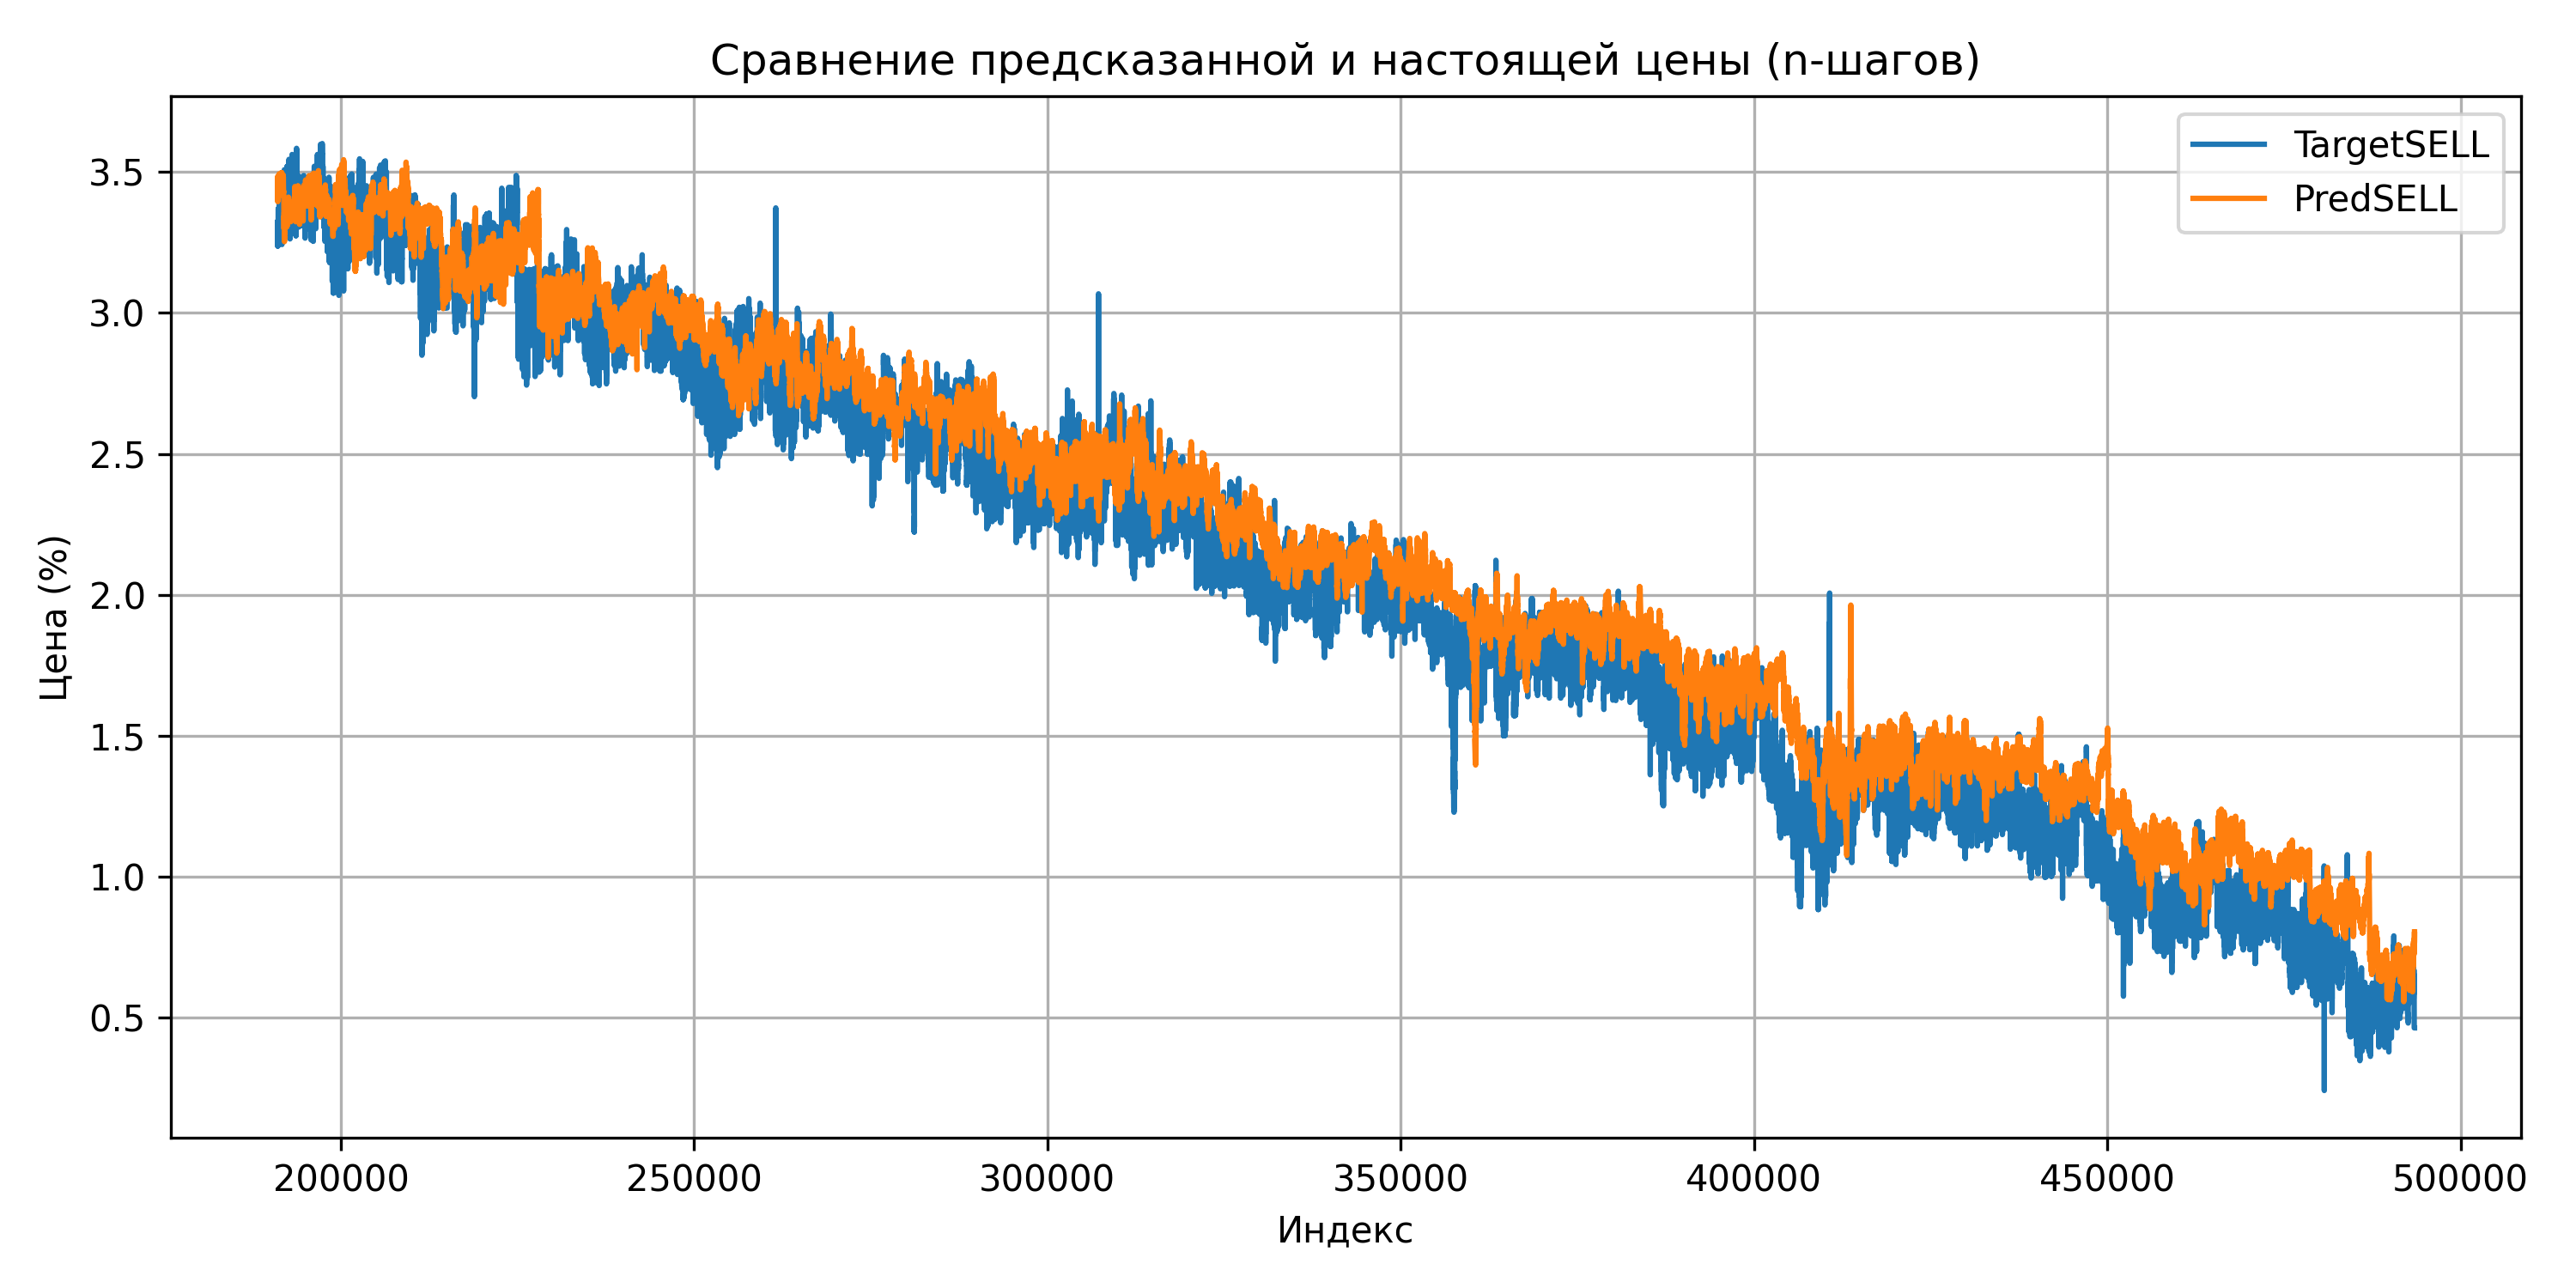 Сравнение предсказанной и настоящей цены (n-шагов)
TargetSELL
PredSELL
Цена (%)
3.5
3.0
2.5
2.0
1.5
1.0
0.5
200000 250000 300000 350000 400000 450000 500000
Индекс